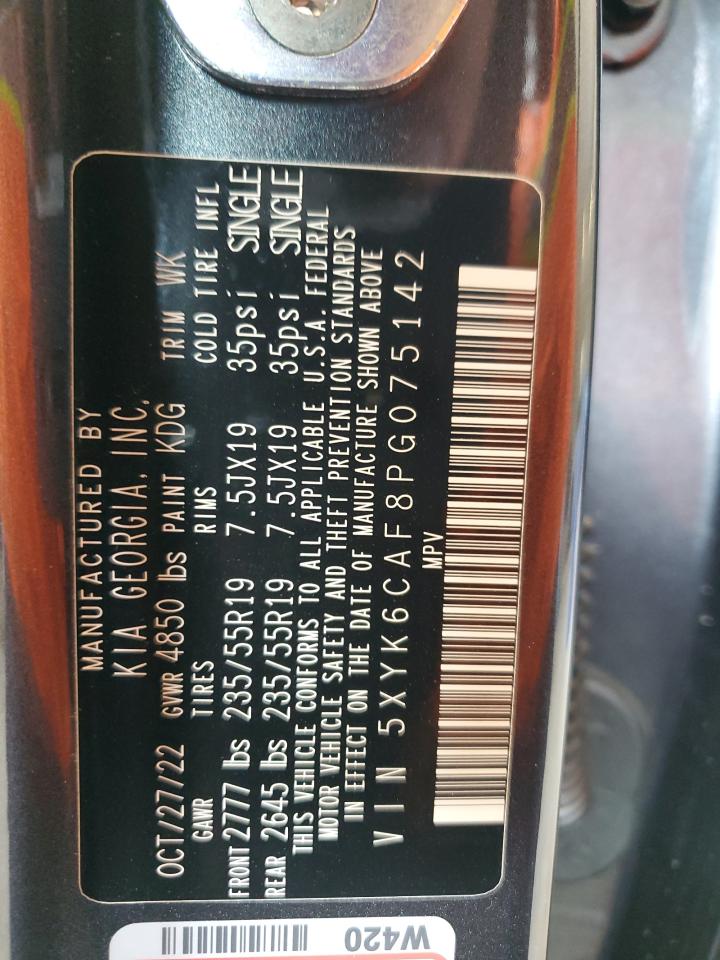 MANUFACTURED BY
KIA GEORGIA, INC.
OCT/27/22 GVWR 4850 lbs PAINT KDG TRIM WK
GAWR TIRES RIMS COLD TIRE INFL
FRONT 2777 lbs 235/55R19 7.5JX19 35psi SINGLE
REAR 2645 lbs 235/55R19 7.5JX19 35psi SINGLE
THIS VEHICLE CONFORMS TO ALL APPLICABLE U.S.A. FEDERAL
MOTOR VEHICLE SAFETY AND THEFT PREVENTION STANDARDS
IN EFFECT ON THE DATE OF MANUFACTURE SHOWN ABOVE
VIN 5XYK6CAF8PG075142
MPV
W420